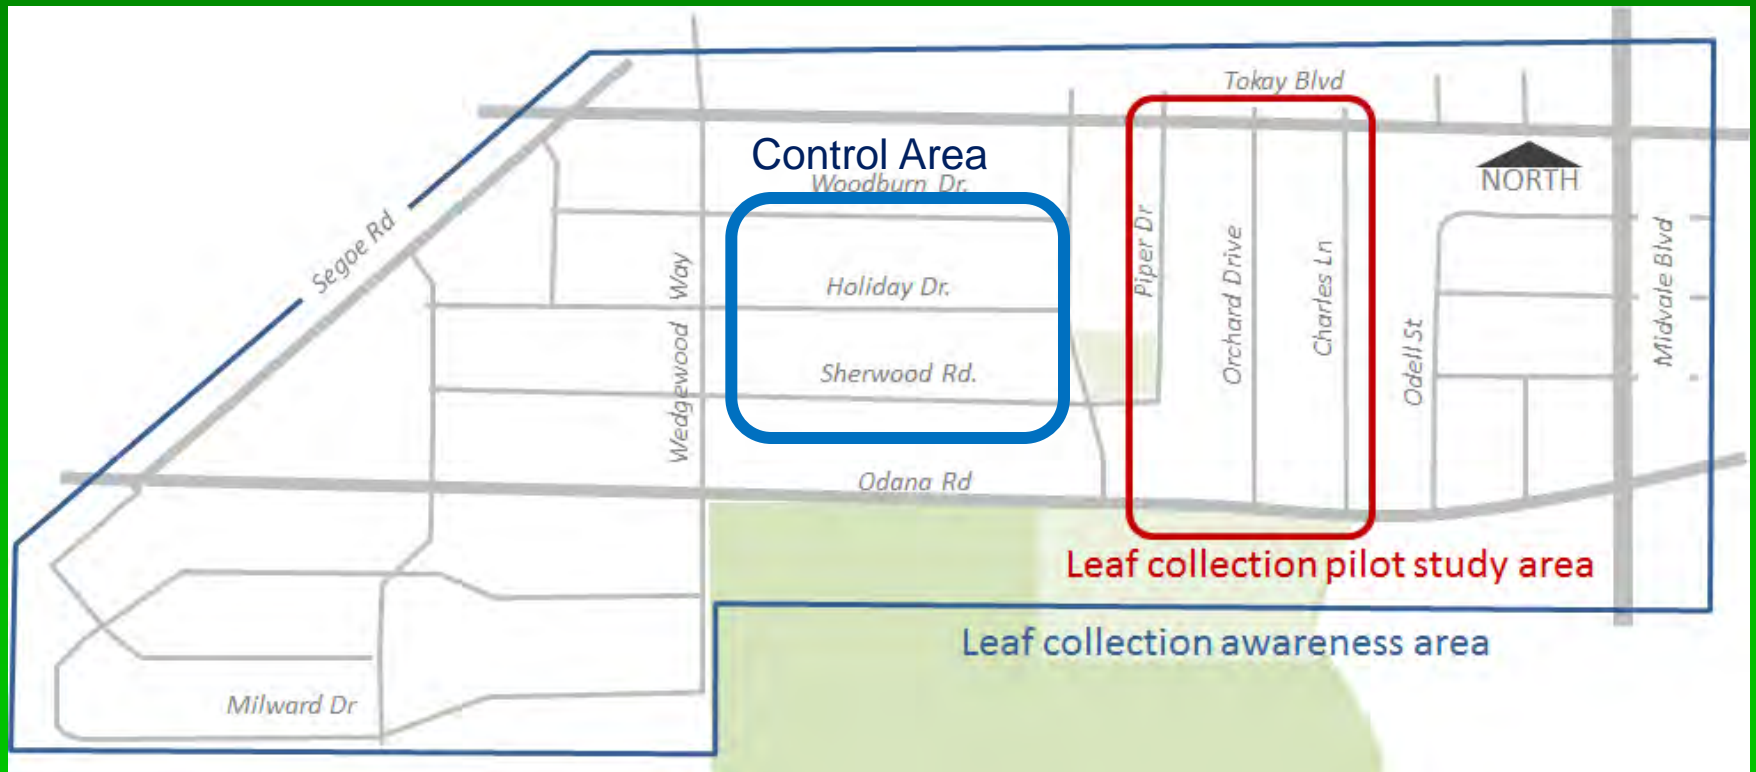 Tokay Blvd
Control Area
Woodburn Dr.
NORTH
Segoe Rd
Piper Dr
Orchard Drive
Charles Ln
Midvale Blvd
Wedgewood Way
Holiday Dr.
Odell St
Sherwood Rd.
Odana Rd
Leaf collection pilot study area
Leaf collection awareness area
Milward Dr